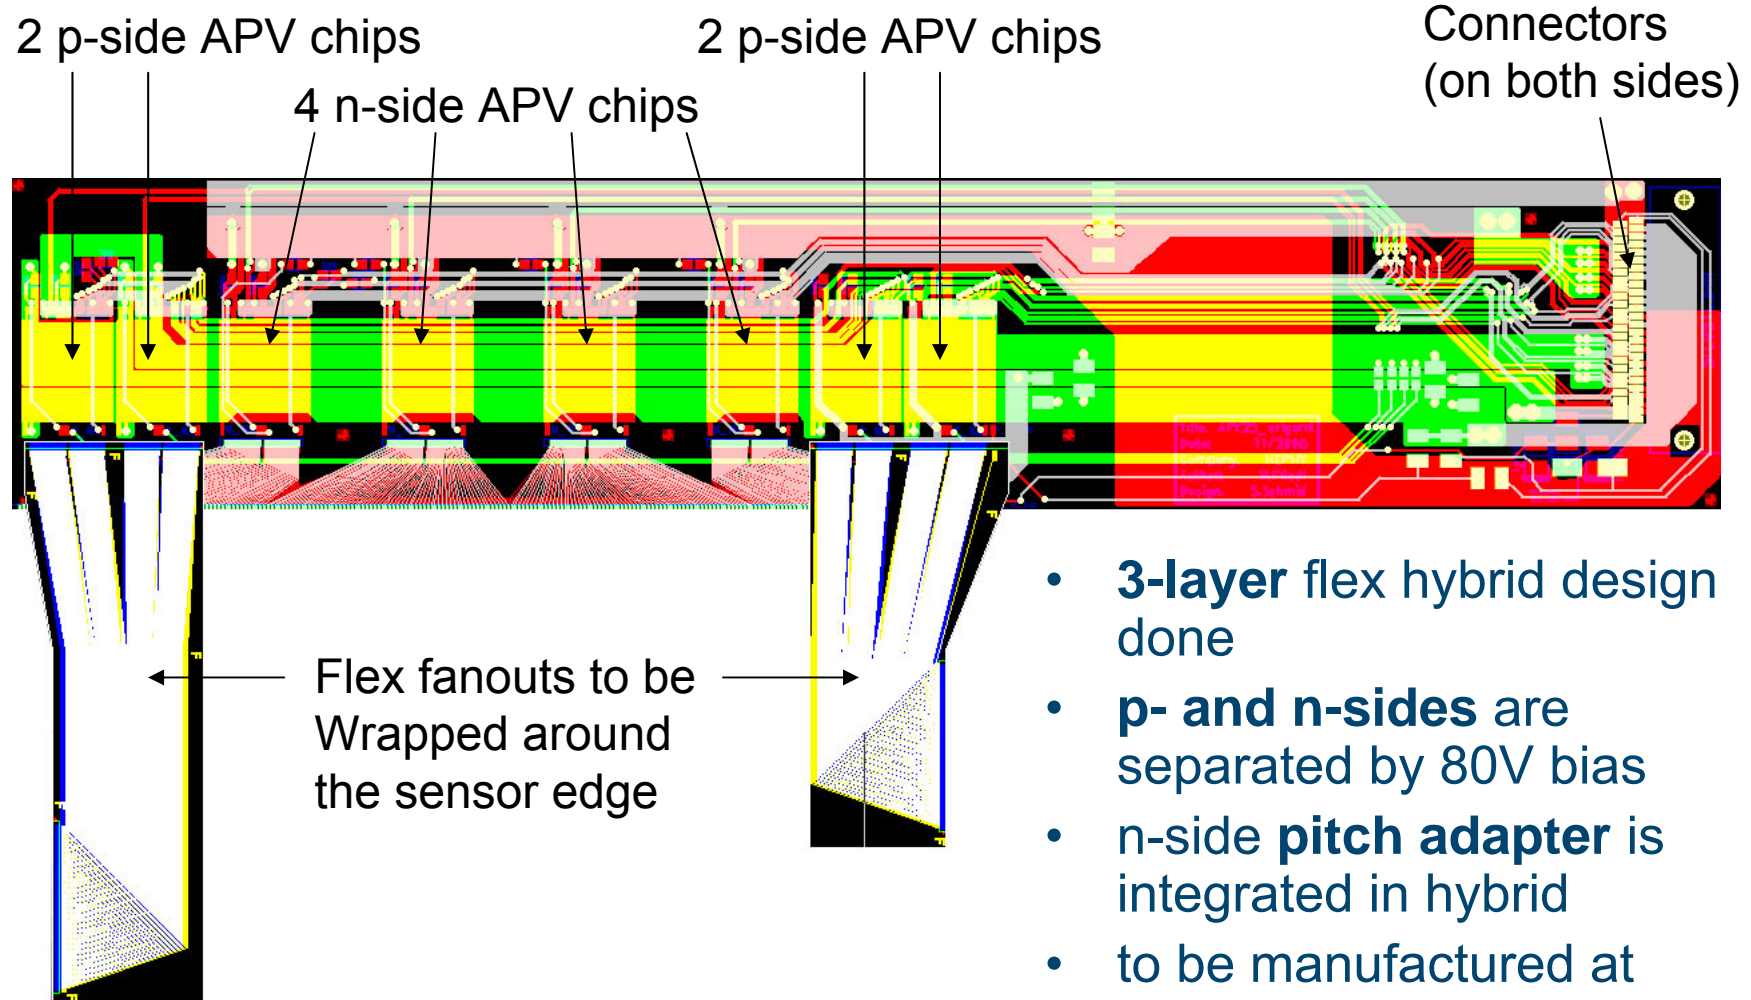 2 p-side APV chips
2 p-side APV chips
Connectors
(on both sides)
4 n-side APV chips
Flex fanouts to be
Wrapped around
the sensor edge
• 3-layer flex hybrid design
done
• p- and n-sides are
separated by 80V bias
• n-side pitch adapter is
integrated in hybrid
• to be manufactured at